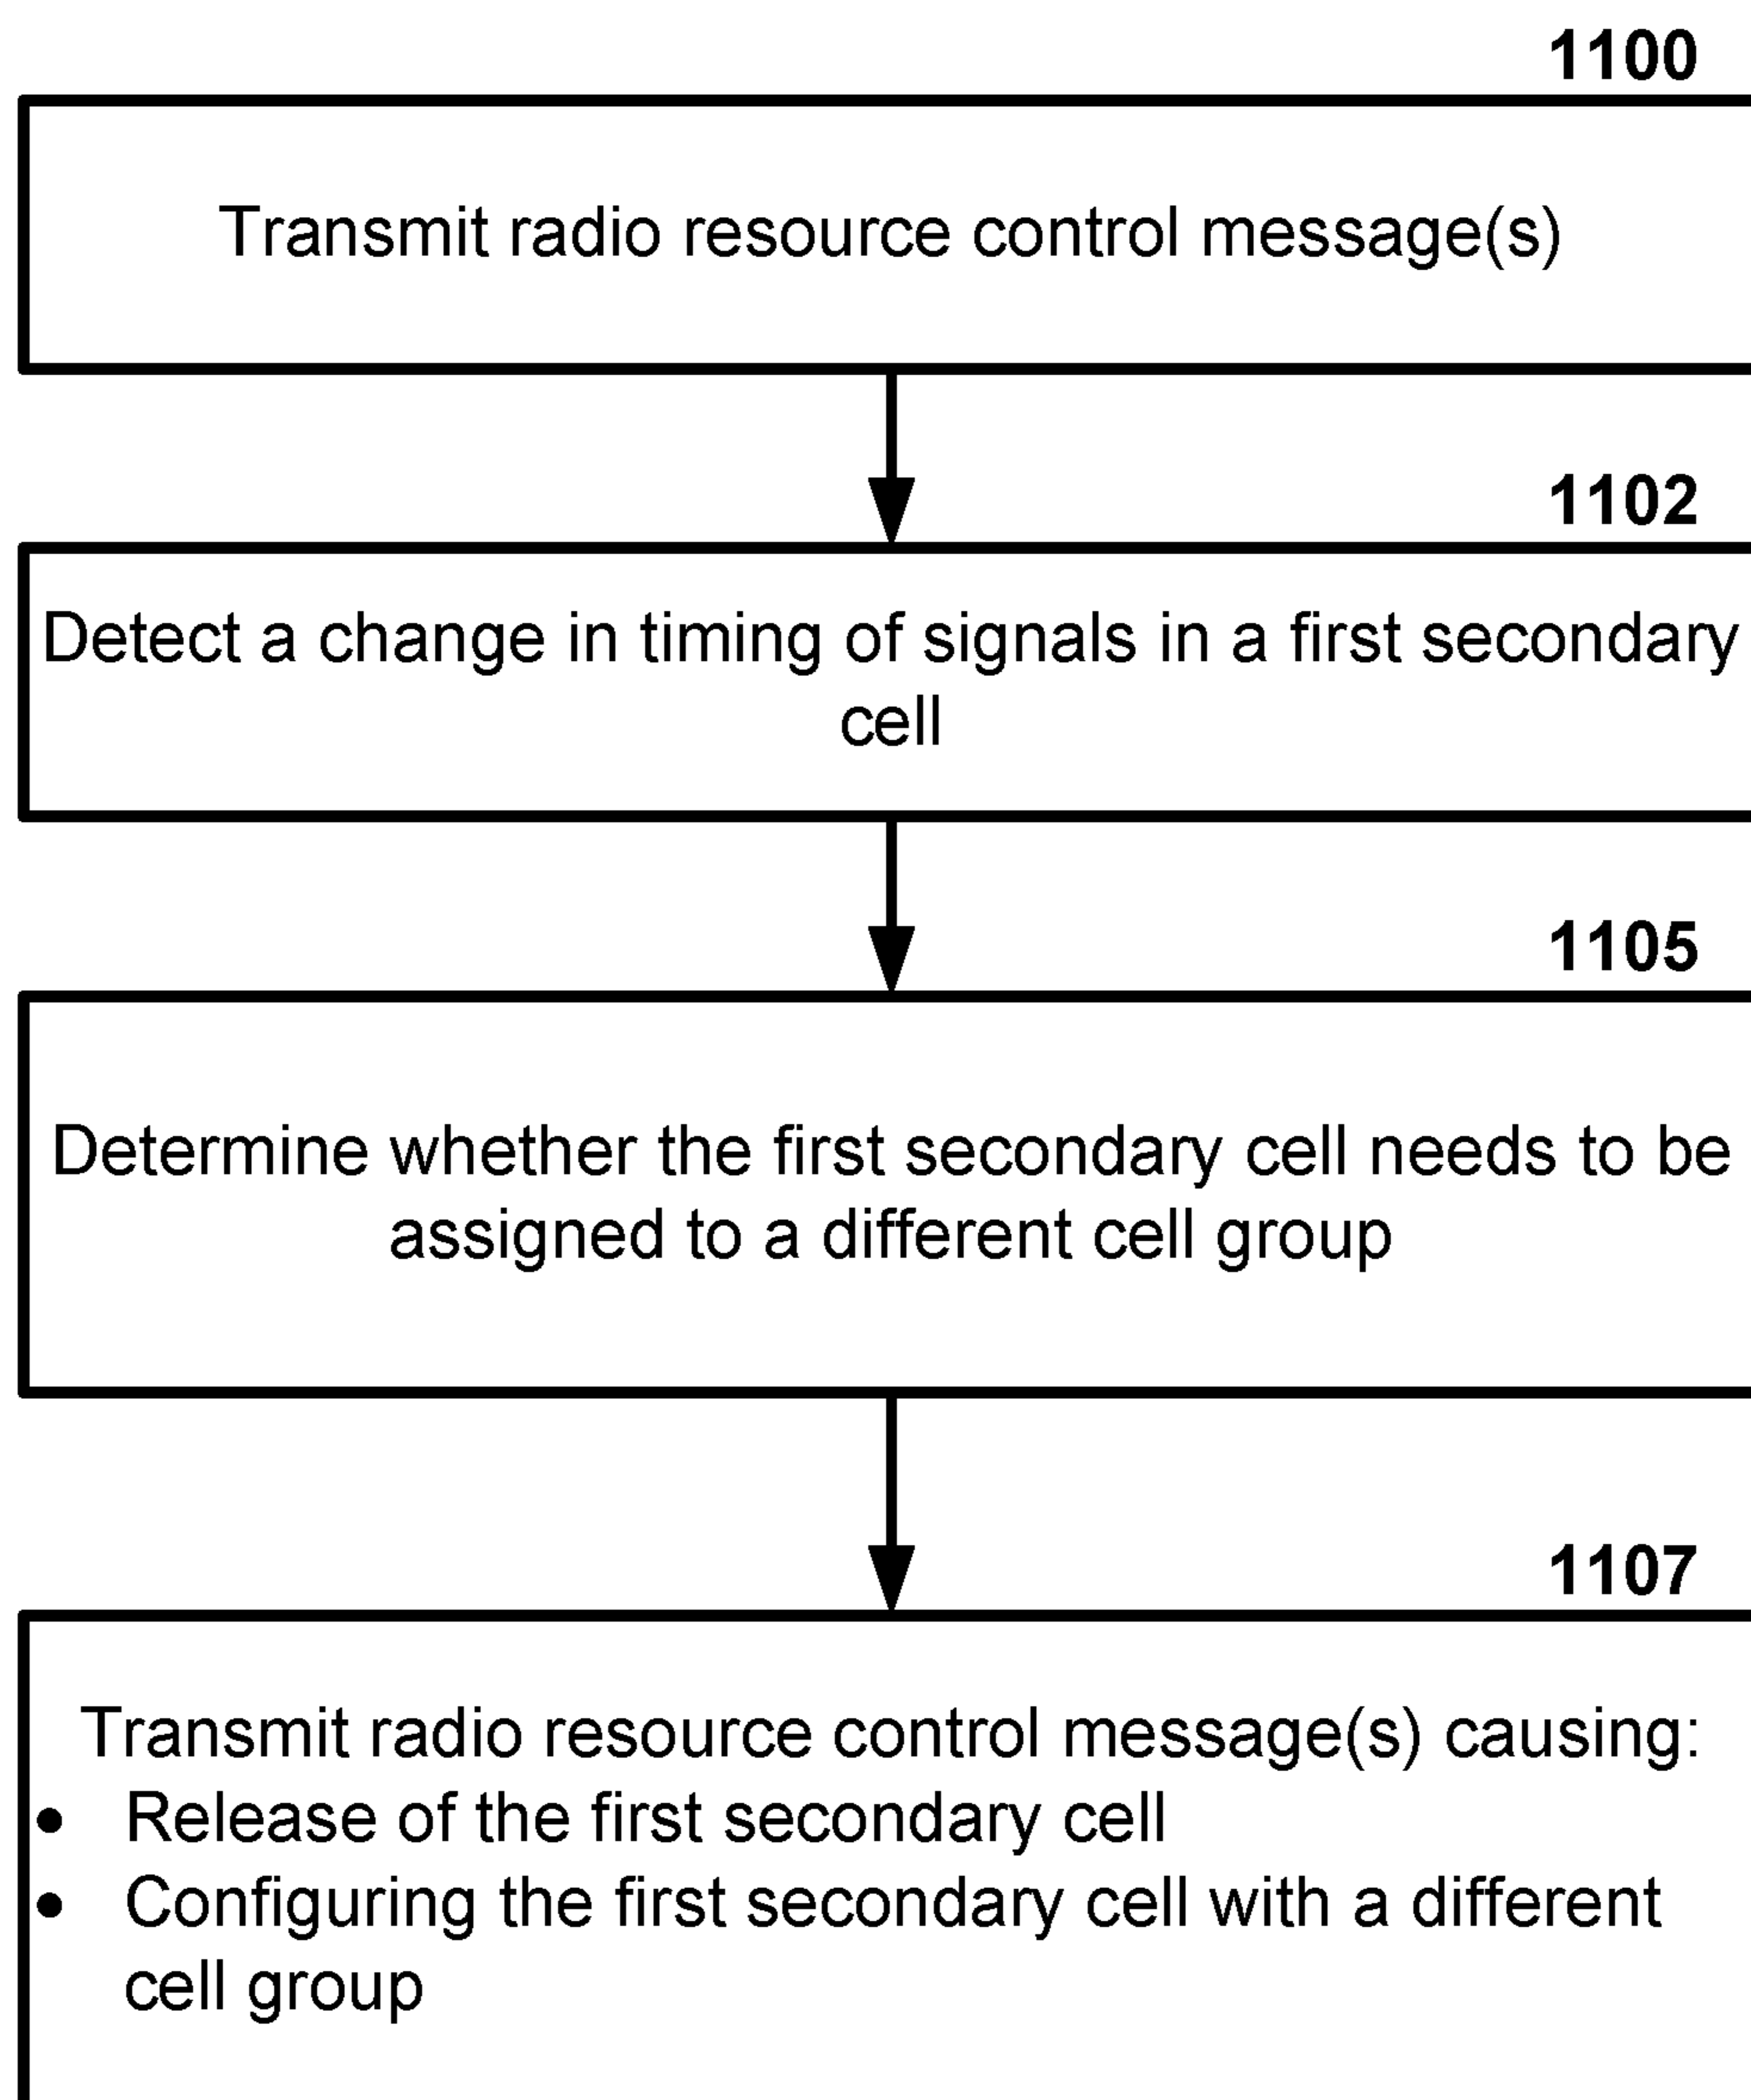 1100
Transmit radio resource control message(s)
1102
Detect a change in timing of signals in a first secondary
cell
1105
Determine whether the first secondary cell needs to be
assigned to a different cell group
1107
Transmit radio resource control message(s) causing:
• Release of the first secondary cell
• Configuring the first secondary cell with a different
cell group